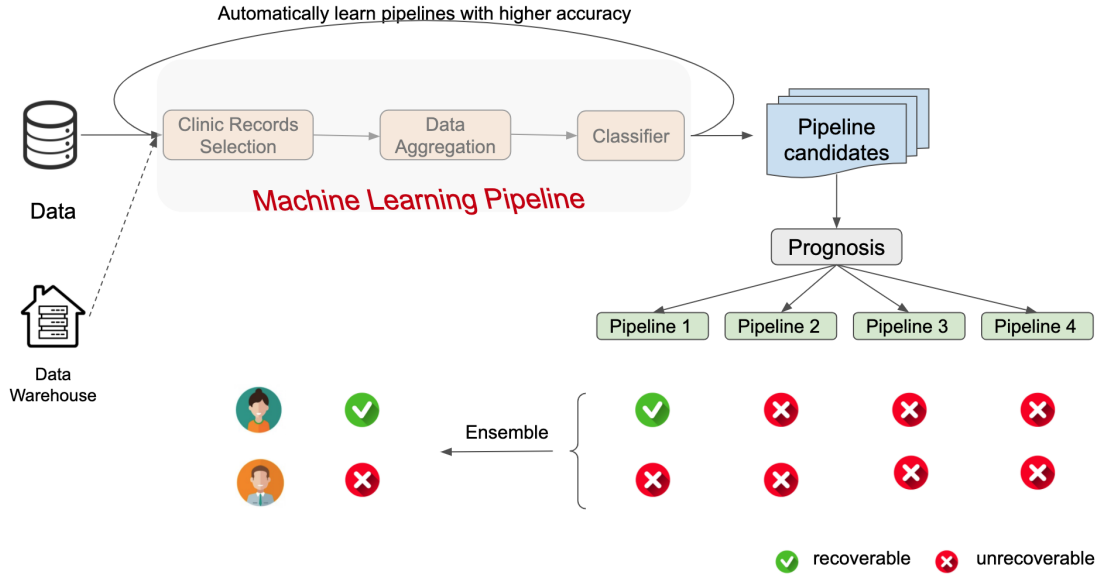 Automatically learn pipelines with higher accuracy
Clinic Records
Selection
Data
Aggregation
Classifier
Pipeline
candidates
Machine Learning Pipeline
Data
Prognosis
Pipeline 1
Pipeline 2
Pipeline 3
Pipeline 4
Data
Warehouse
Ensemble
recoverable
unrecoverable